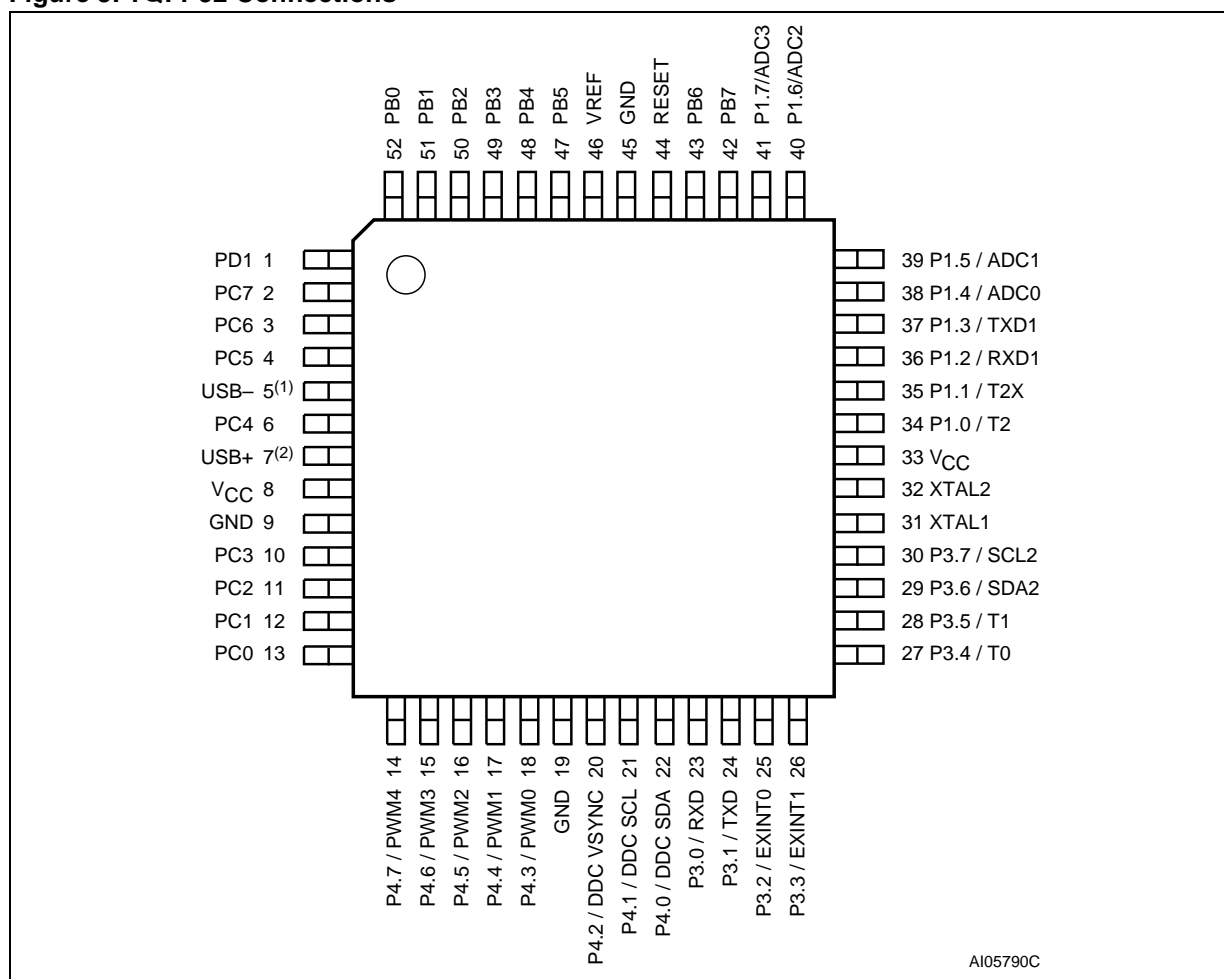 52 PB0
51 PB1
50 PB2
49 PB3
48 PB4
47 PB5
46 VREF
45 GND
44 RESET
43 PB6
42 PB7
41 P1.7/ADC3
40 P1.6/ADC2
PD1 1
PC7 2
PC6 3
PC5 4
USB– 5(1)
PC4 6
USB+ 7(2)
VCC 8
GND 9
PC3 10
PC2 11
PC1 12
PC0 13
39 P1.5 / ADC1
38 P1.4 / ADC0
37 P1.3 / TXD1
36 P1.2 / RXD1
35 P1.1 / T2X
34 P1.0 / T2
33 VCC
32 XTAL2
31 XTAL1
30 P3.7 / SCL2
29 P3.6 / SDA2
28 P3.5 / T1
27 P3.4 / T0
P4.7 / PWM4 14
P4.6 / PWM3 15
P4.5 / PWM2 16
P4.4 / PWM1 17
P4.3 / PWM0 18
GND 19
P4.2 / DDC VSYNC 20
P4.1 / DDC SCL 21
P4.0 / DDC SDA 22
P3.0 / RXD 23
P3.1 / TXD 24
P3.2 / EXINT0 25
P3.3 / EXINT1 26
AI05790C